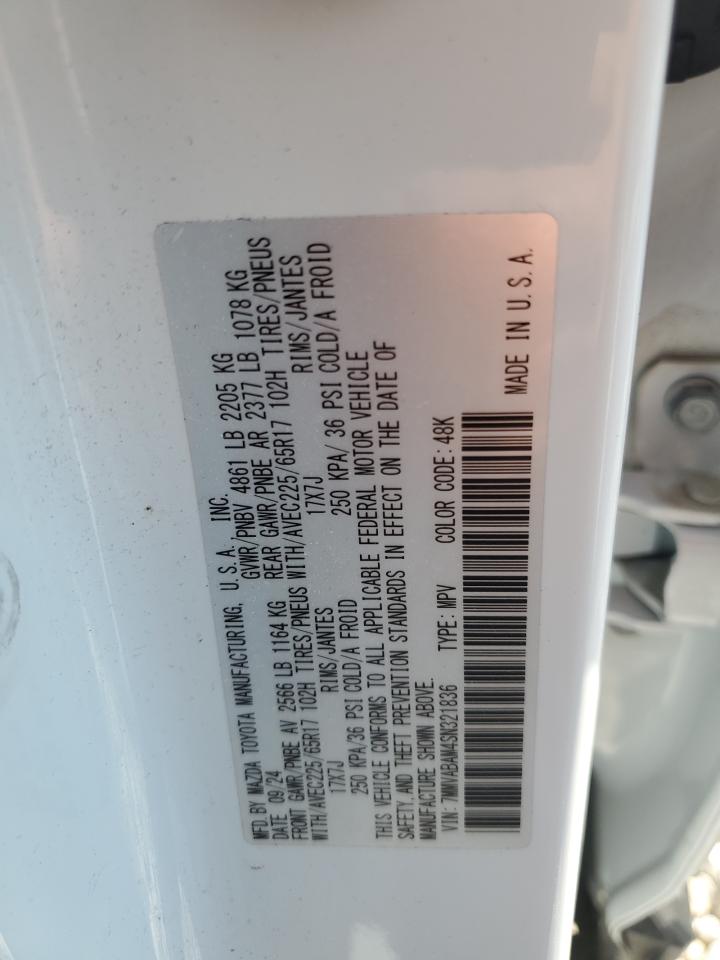 MFD. BY MAZDA TOYOTA MANUFACTURING, U.S.A. INC.
DATE 09/24 GVWR/PNBV 4861 LB 2205 KG
FRONT GAWR/PNBE AV 2566 LB 1164 KG REAR GAWR/PNBE AR 2377 LB 1078 KG
WITH/AVEC225/65R17 102H TIRES/PNEUS WITH/AVEC225/65R17 102H TIRES/PNEUS
17X7J RIMS/JANTES 17X7J RIMS/JANTES
250 KPA/36 PSI COLD/A FROID 250 KPA/ 36 PSI COLD/A FROID
THIS VEHICLE CONFORMS TO ALL APPLICABLE FEDERAL MOTOR VEHICLE
SAFETY, AND THEFT PREVENTION STANDARDS IN EFFECT ON THE DATE OF
MANUFACTURE SHOWN ABOVE.
VIN: 7MMVABAM4SN321836 TYPE: MPV COLOR CODE: 48K
MADE IN U.S.A.